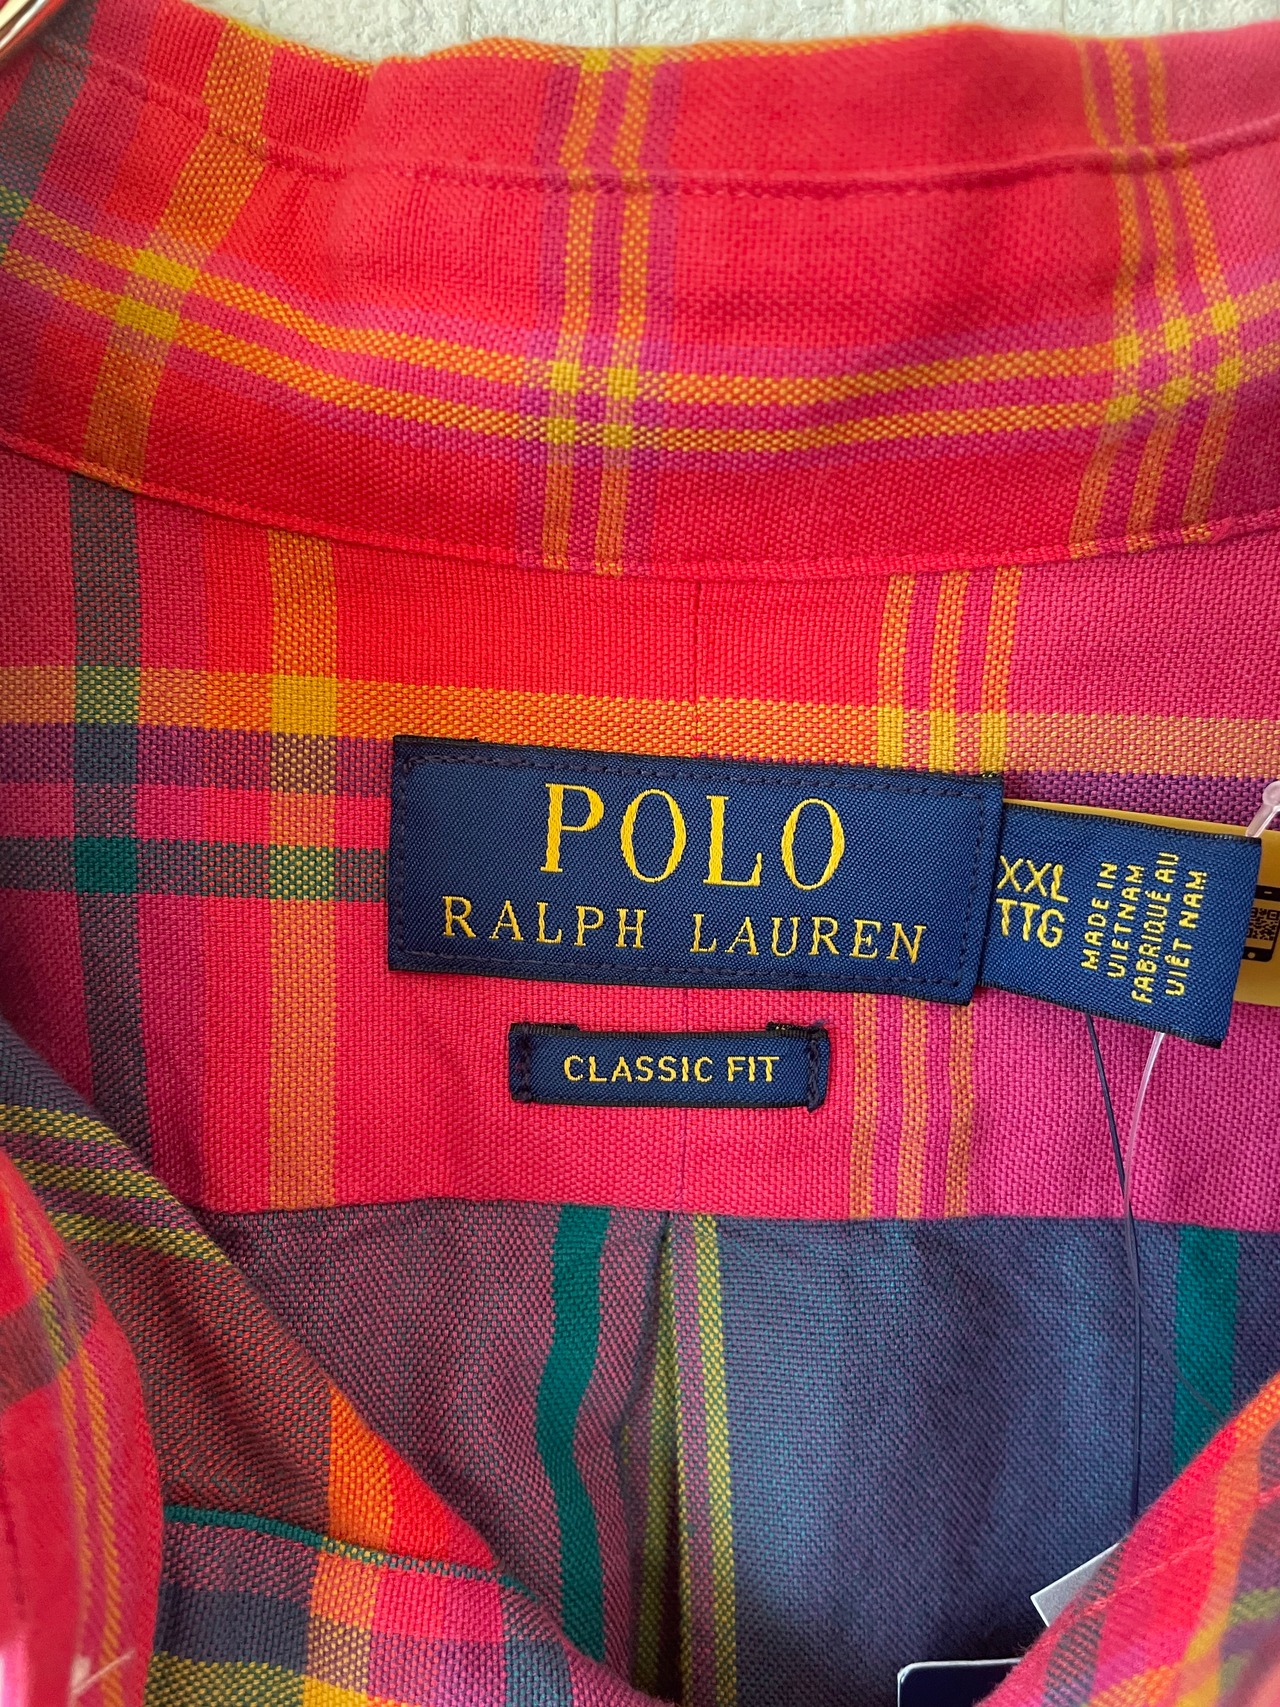 POLO
RALPH LAUREN
XXL
TTG
MADE IN
VIETNAM
FABRIQUÉ AU
VIÊT NAM
CLASSIC FIT